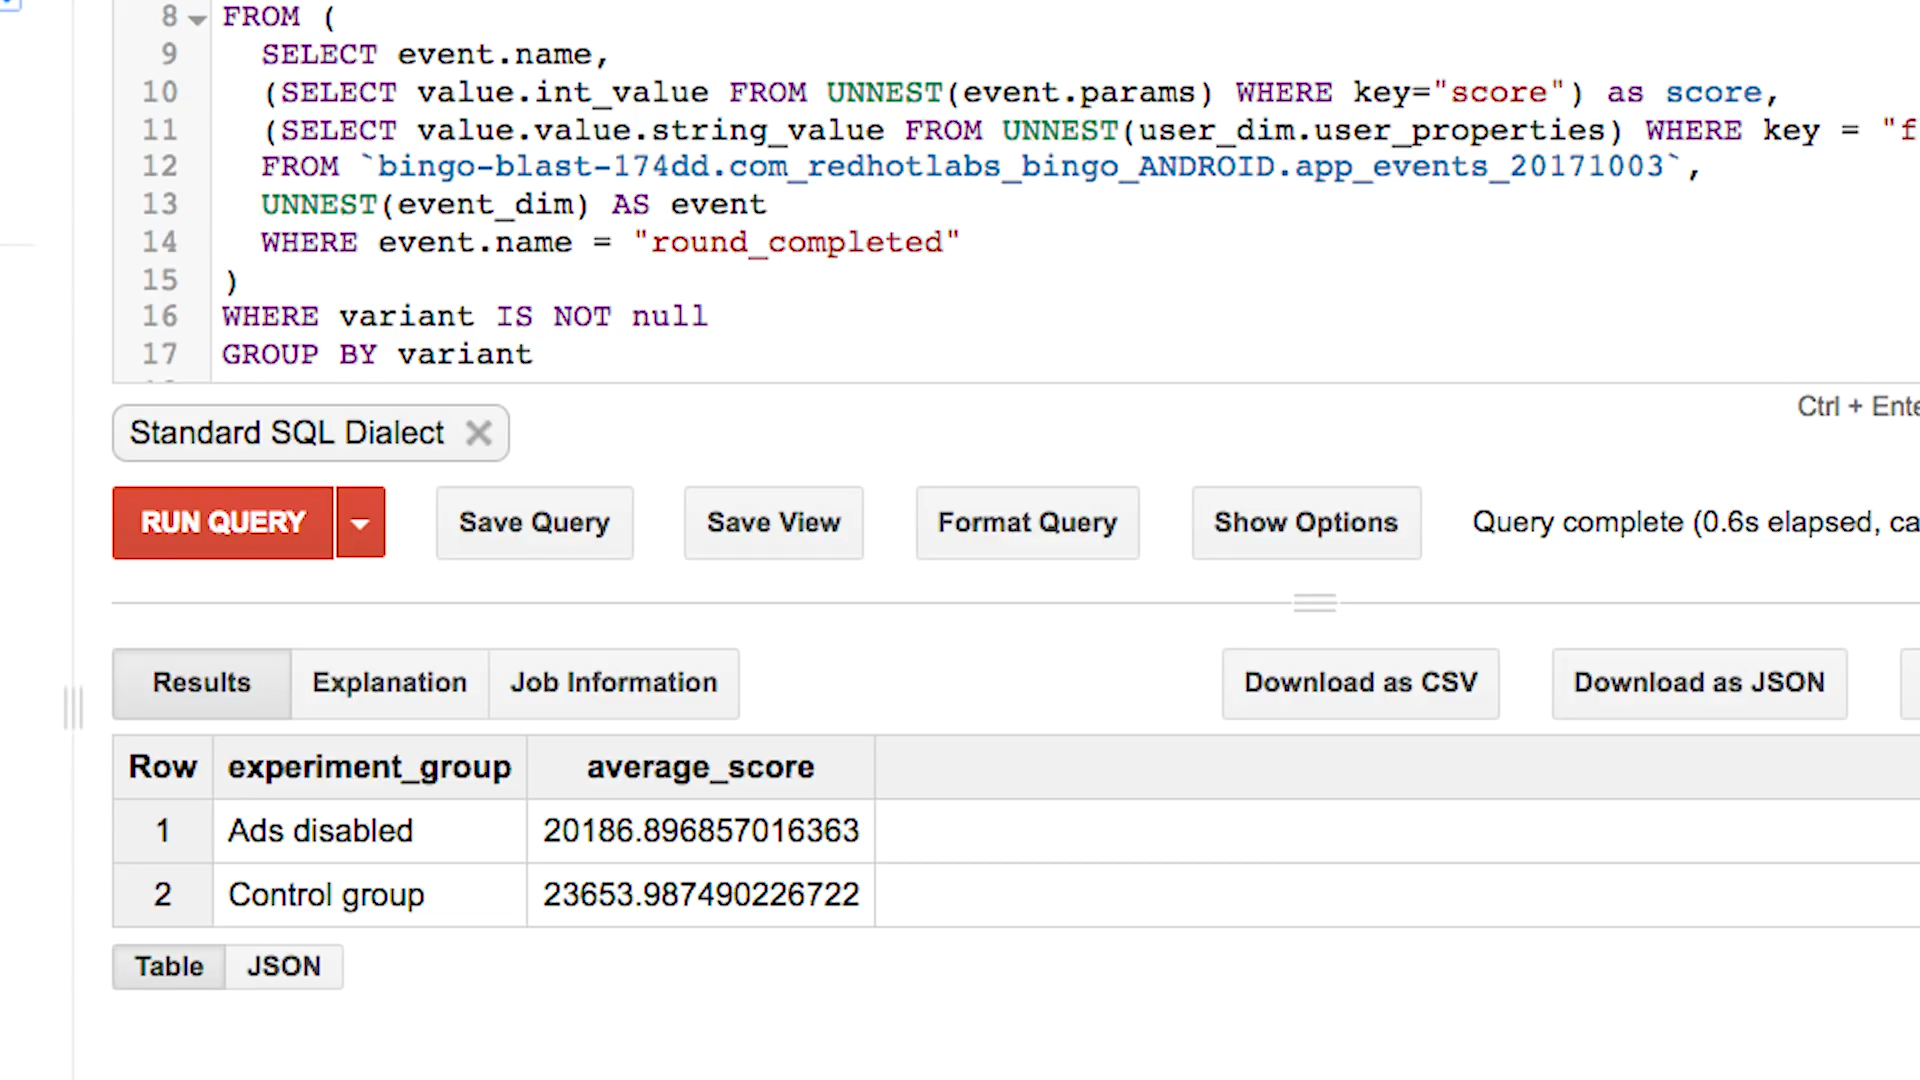 8 FROM (
9 SELECT event.name,
10 (SELECT value.int_value FROM UNNEST(event.params) WHERE key="score") as score,
11 (SELECT value.value.string_value FROM UNNEST(user_dim.user_properties) WHERE key = "f
12 FROM `bingo-blast-174dd.com_redhotlabs_bingo_ANDROID.app_events_20171003`,
13 UNNEST(event_dim) AS event
14 WHERE event.name = "round_completed"
15 )
16 WHERE variant IS NOT null
17 GROUP BY variant
Ctrl + Ente
Standard SQL Dialect
RUN QUERY Save Query Save View Format Query Show Options Query complete (0.6s elapsed, ca
Results Explanation Job Information Download as CSV Download as JSON
Row experiment_group average_score
1 Ads disabled 20186.896857016363
2 Control group 23653.987490226722
Table JSON